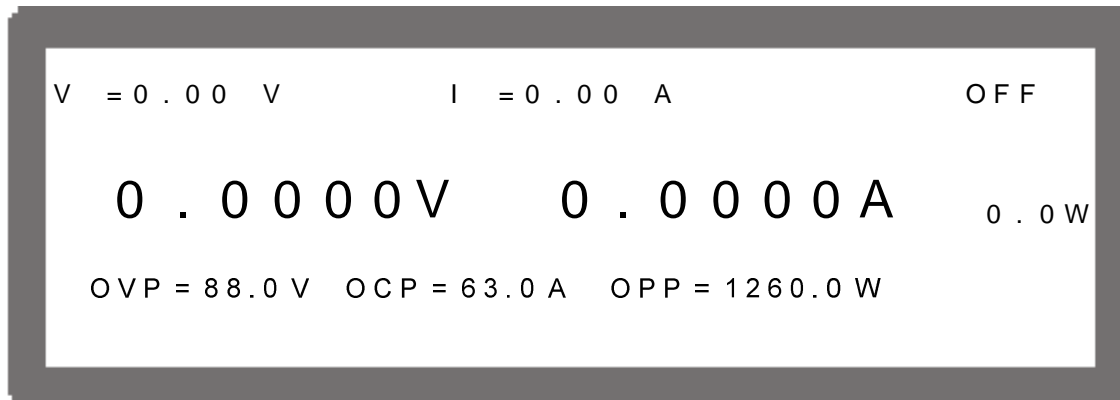 V =0.00 V I =0.00 A OFF
0.0000V 0.0000A 0.0W
OVP=88.0V OCP=63.0A OPP=1260.0W